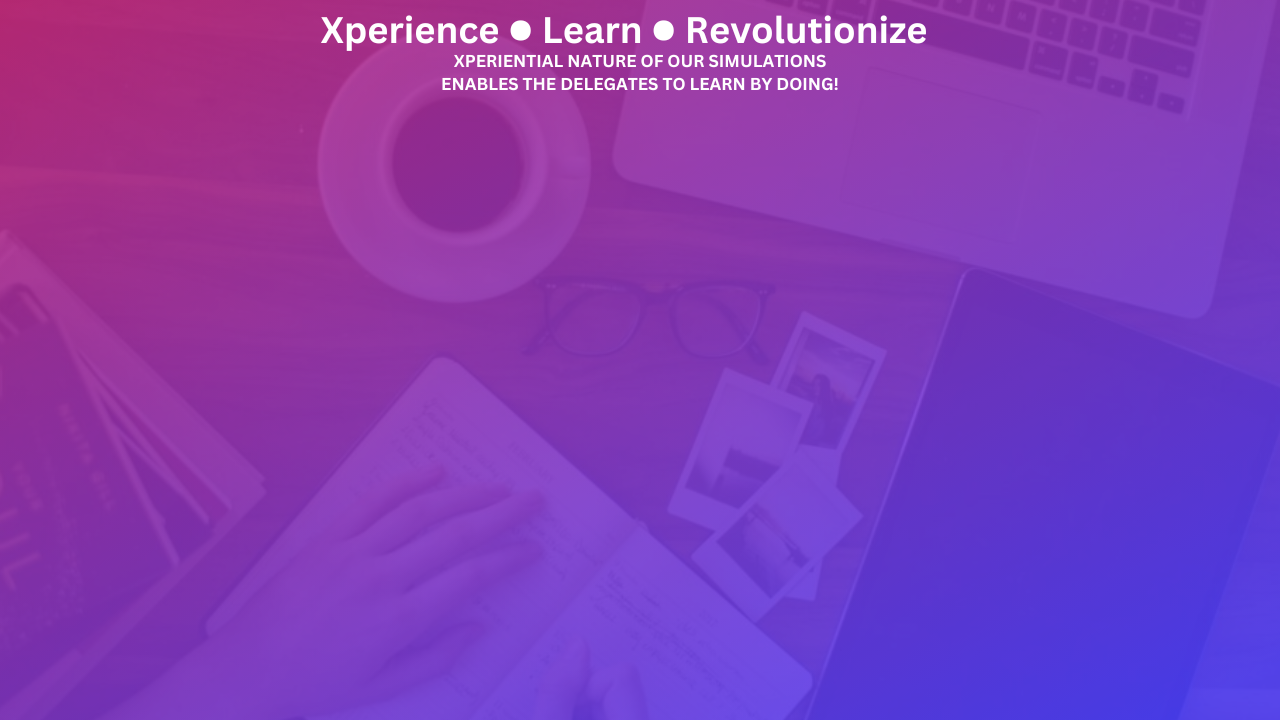 Xperience ● Learn ● Revolutionize
XPERIENTIAL NATURE OF OUR SIMULATIONS
ENABLES THE DELEGATES TO LEARN BY DOING!